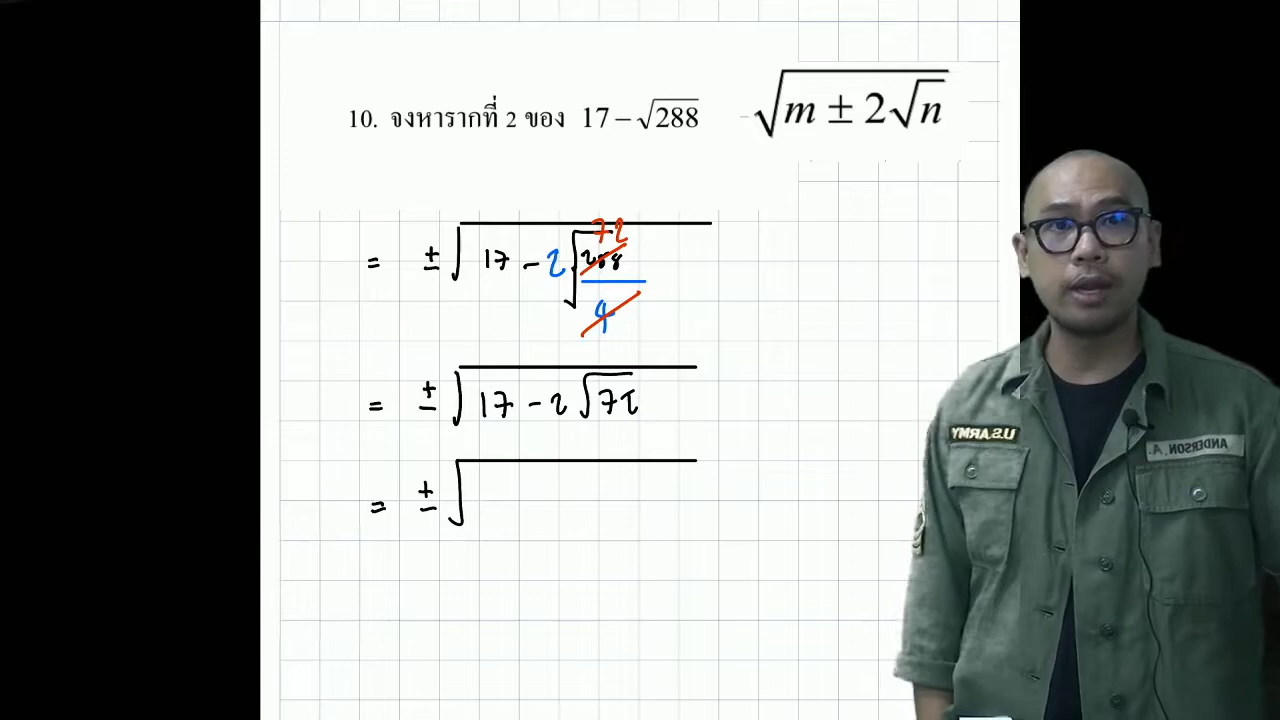 10. จงหารากที่ 2 ของ 17 − √288
√(m ± 2√n)
= ± √(17 − 2√(288/4)) 72
= ± √(17 − 2√72)
= ± √
U.S.ARMY
ANDERSON. A.